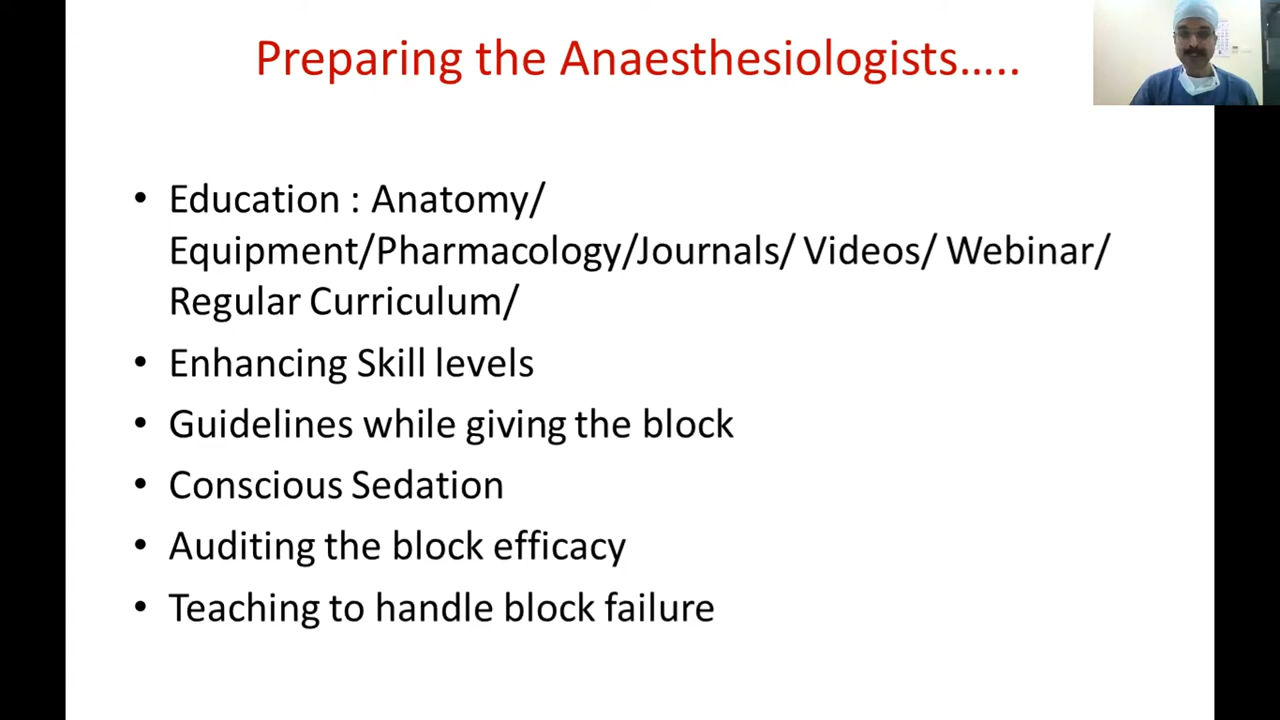 Preparing the Anaesthesiologists.....
• Education : Anatomy/
Equipment/Pharmacology/Journals/ Videos/ Webinar/
Regular Curriculum/
• Enhancing Skill levels
• Guidelines while giving the block
• Conscious Sedation
• Auditing the block efficacy
• Teaching to handle block failure